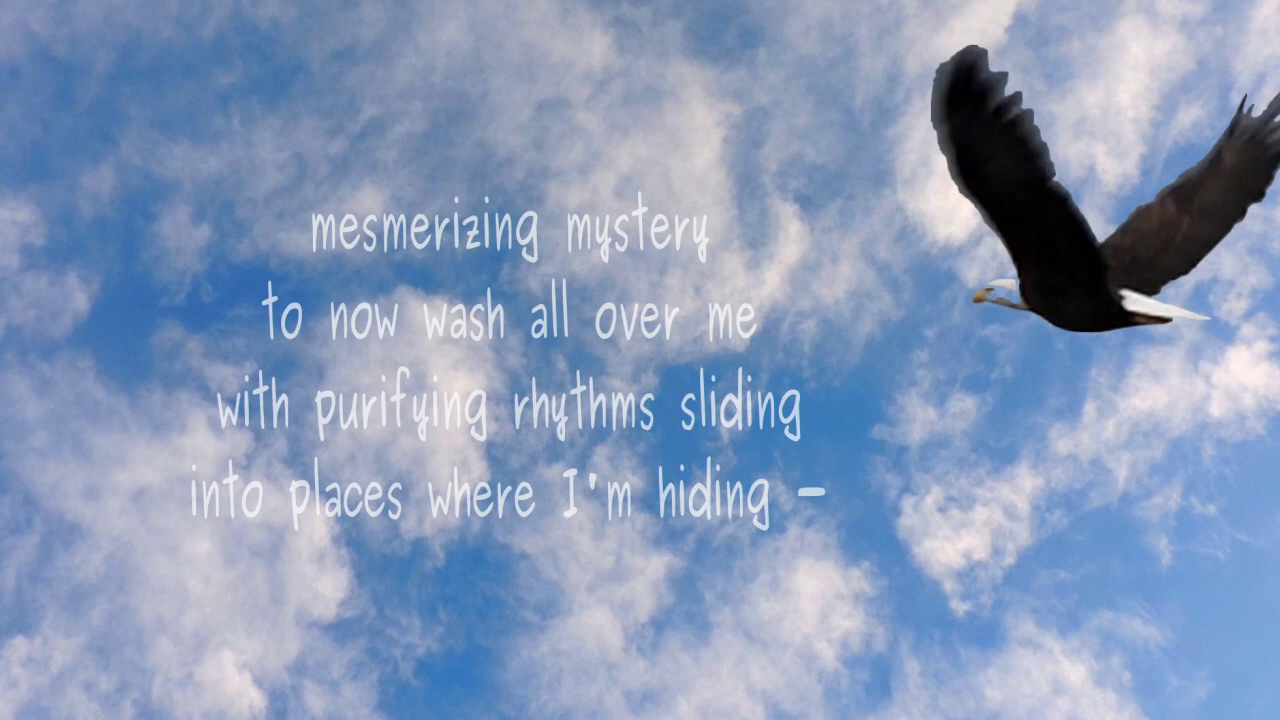 mesmerizing mystery
to now wash all over me
with purifying rhythms sliding
into places where I'm hiding –